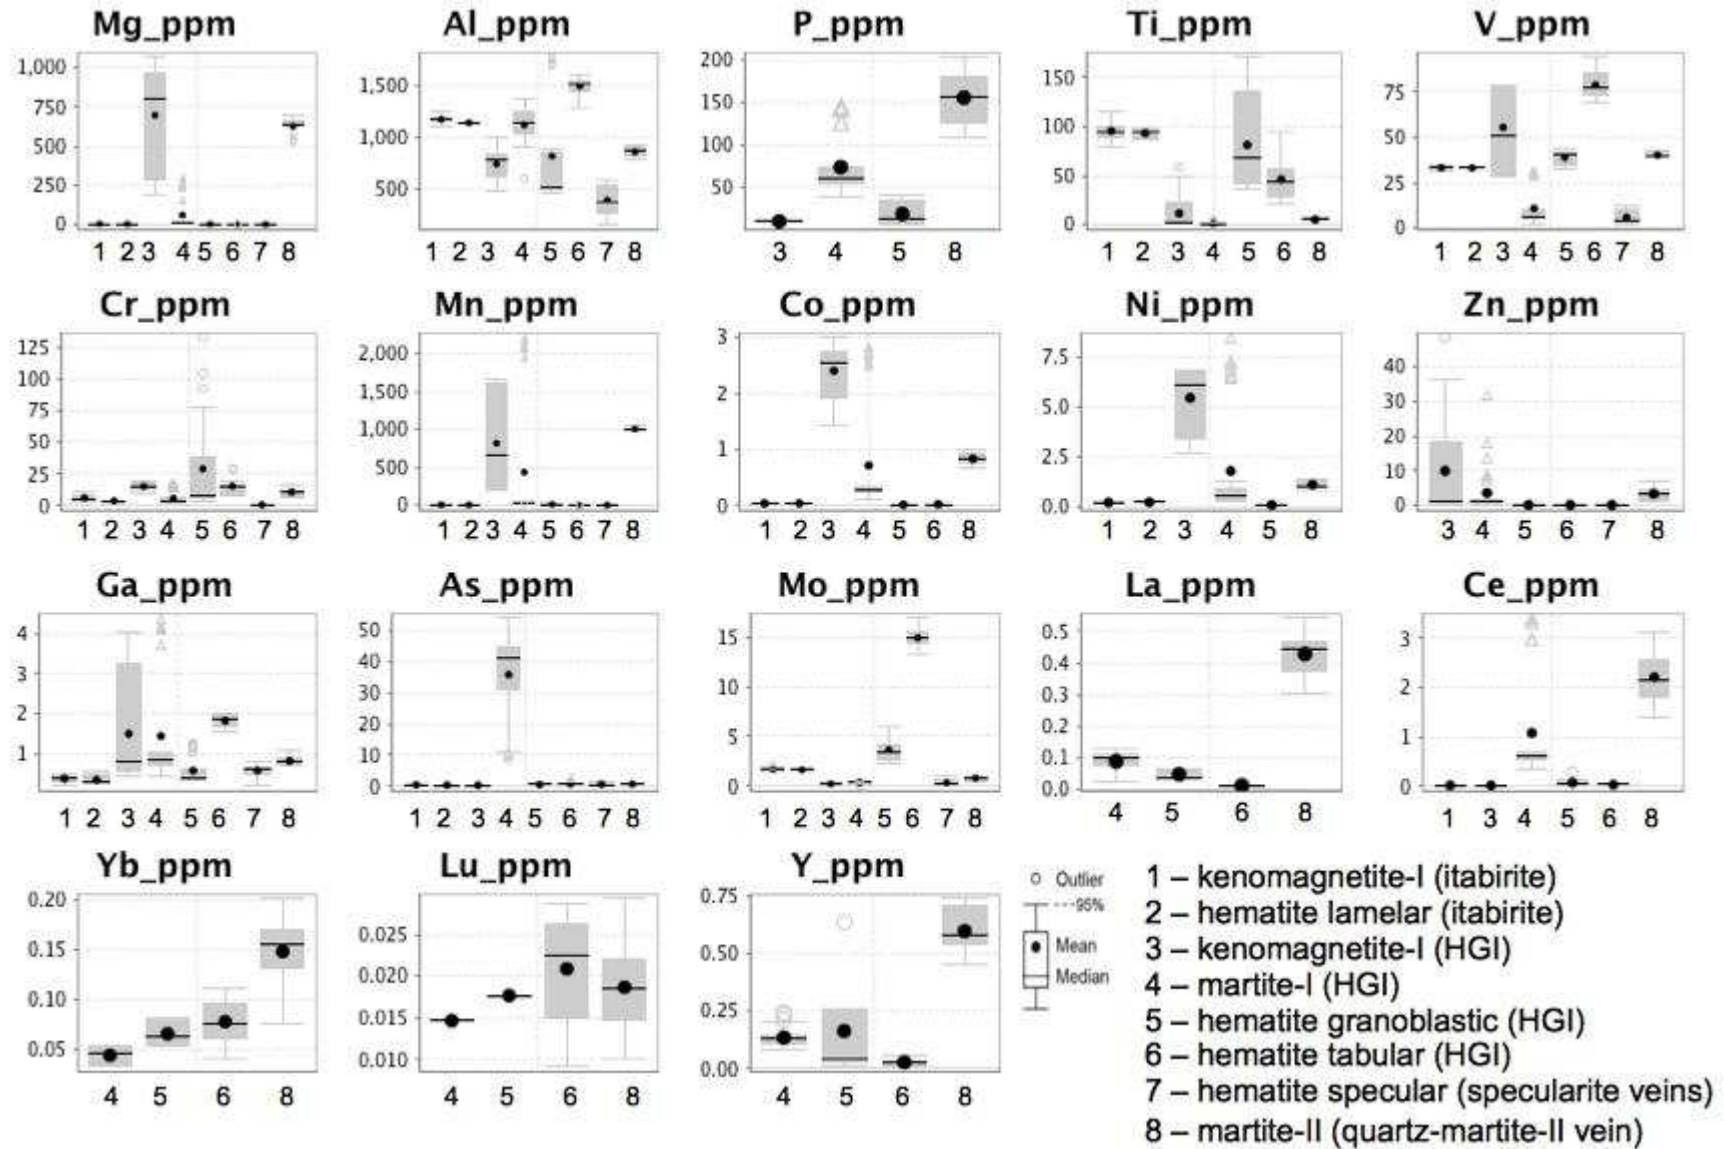 Mg_ppm Al_ppm P_ppm Ti_ppm V_ppm
1,000
750
500
250
0
1 2 3 4 5 6 7 8
1,500
1,000
500
1 2 3 4 5 6 7 8
200
150
100
50
3 4 5 8
150
100
50
0
1 2 3 4 5 6 8
75
50
25
0
1 2 3 4 5 6 7 8
Cr_ppm Mn_ppm Co_ppm Ni_ppm Zn_ppm
125
100
75
50
25
0
1 2 3 4 5 6 7 8
2,000
1,500
1,000
500
0
1 2 3 4 5 6 7 8
3
2
1
0
1 2 3 4 5 6 8
7.5
5.0
2.5
0.0
1 2 3 4 5 8
40
30
20
10
0
3 4 5 6 7 8
Ga_ppm As_ppm Mo_ppm La_ppm Ce_ppm
4
3
2
1
1 2 3 4 5 6 7 8
50
40
30
20
10
0
1 2 3 4 5 6 7 8
15
10
5
0
1 2 3 4 5 6 7 8
0.5
0.4
0.3
0.2
0.1
0.0
4 5 6 8
3
2
1
0
1 3 4 5 6 8
Yb_ppm Lu_ppm Y_ppm
0.20
0.15
0.10
0.05
4 5 6 8
0.025
0.020
0.015
0.010
4 5 6 8
0.75
0.50
0.25
0.00
4 5 6 8
Outlier
95%
Mean
Median
1 – kenomagnetite-I (itabirite)
2 – hematite lamelar (itabirite)
3 – kenomagnetite-I (HGI)
4 – martite-I (HGI)
5 – hematite granoblastic (HGI)
6 – hematite tabular (HGI)
7 – hematite specular (specularite veins)
8 – martite-II (quartz-martite-II vein)